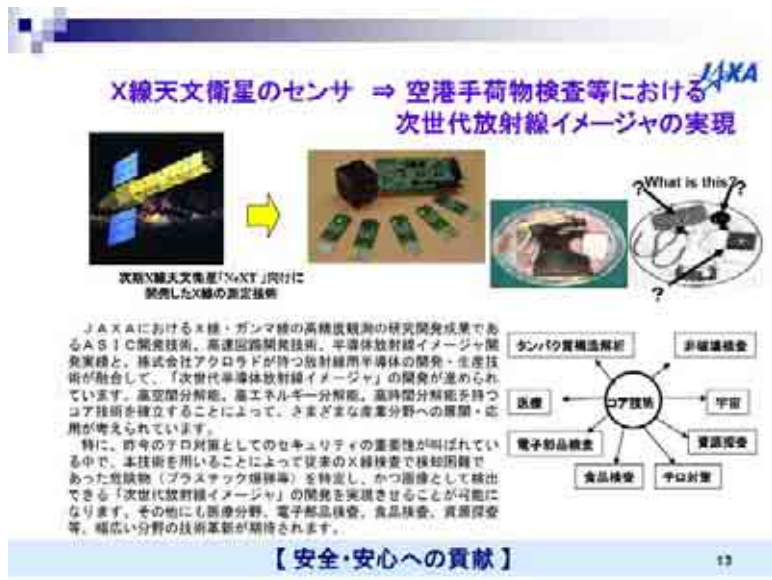 JAXA
X線天文衛星のセンサ ⇒ 空港手荷物検査等における
次世代放射線イメージャの実現
What is this?
?
?
?
次期X線天文衛星「NeXT」向けに
開発したX線の測定技術
JAXAにおけるX線・ガンマ線の高精度観測の研究開発成果であ
るASIC開発技術、高速回路開発技術、半導体放射線イメージャ開
発実績と、株式会社アクロラドが持つ放射線用半導体の開発・生産技
術が融合して、「次世代半導体放射線イメージャ」の開発が進められ
ています。高空間分解能、高エネルギー分解能、高時間分解能を持つ
コア技術を確立することによって、さまざまな産業分野への展開・応
用が考えられています。
特に、昨今のテロ対策としてのセキュリティの重要性が叫ばれてい
る中で、本技術を用いることによって従来のX線検査で検知困難で
あった危険物（プラスチック爆弾等）を特定し、かつ画像として検出
できる「次世代放射線イメージャ」の開発を実現させることが可能に
なります。その他にも医療分野、電子部品検査、食品検査、資源探査
等、幅広い分野の技術革新が期待されます。
タンパク質構造解析
非破壊検査
医療
コア技術
宇宙
電子部品検査
資源探査
食品検査
テロ対策
【 安全・安心への貢献 】
13